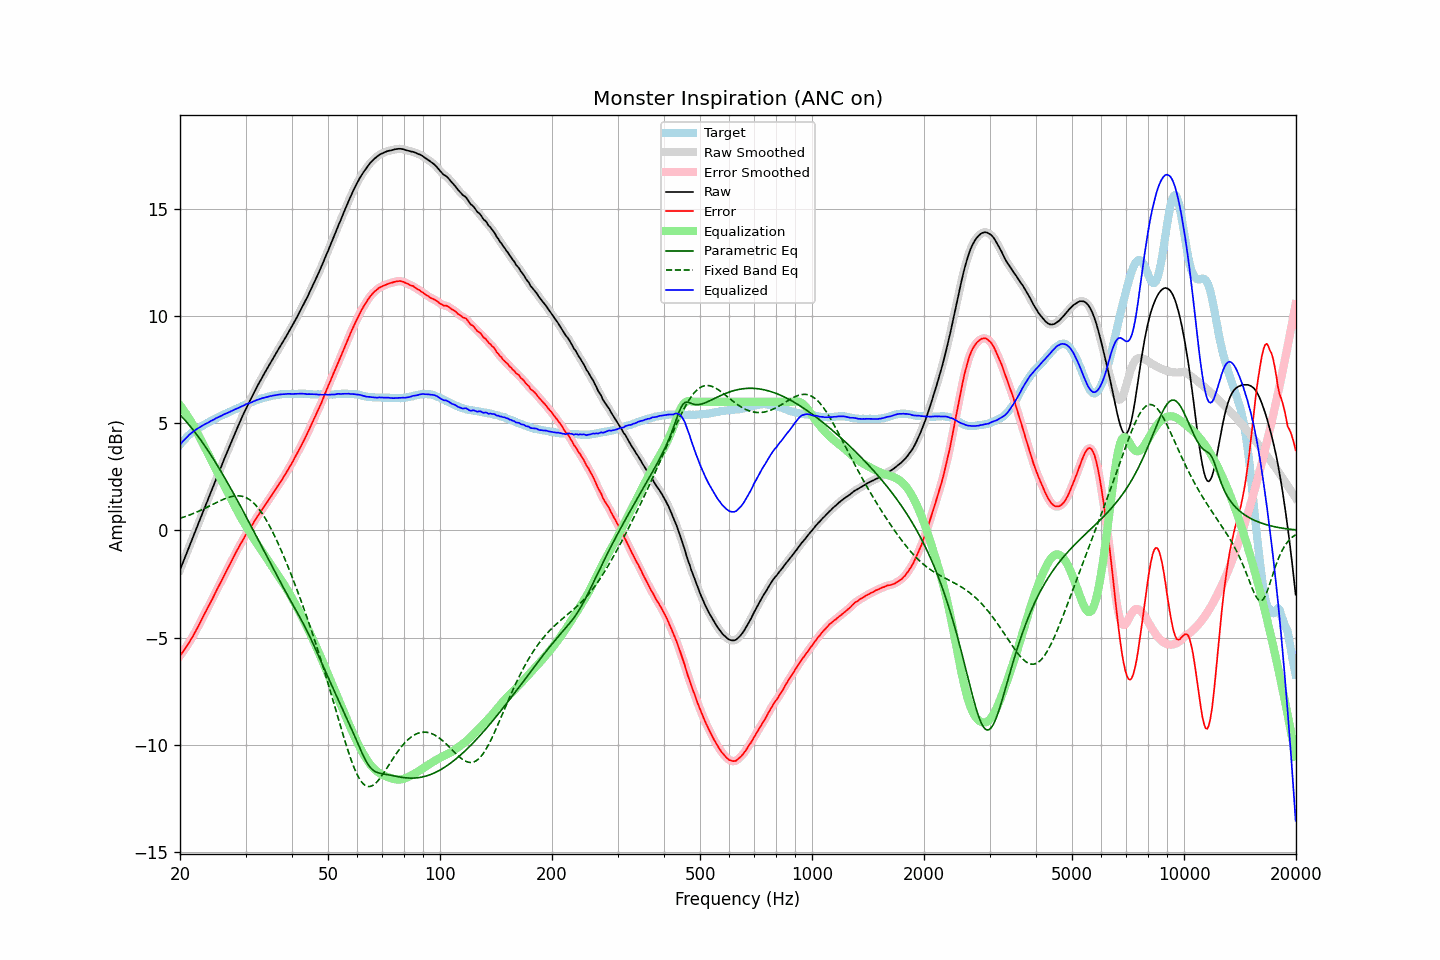 Monster Inspiration (ANC on)
Target
Raw Smoothed
Error Smoothed
Raw
Error
Equalization
Parametric Eq
Fixed Band Eq
Equalized
Amplitude (dBr)
15
10
5
0
−5
−10
−15
20
50
100
200
500
1000
2000
5000
10000
20000
Frequency (Hz)